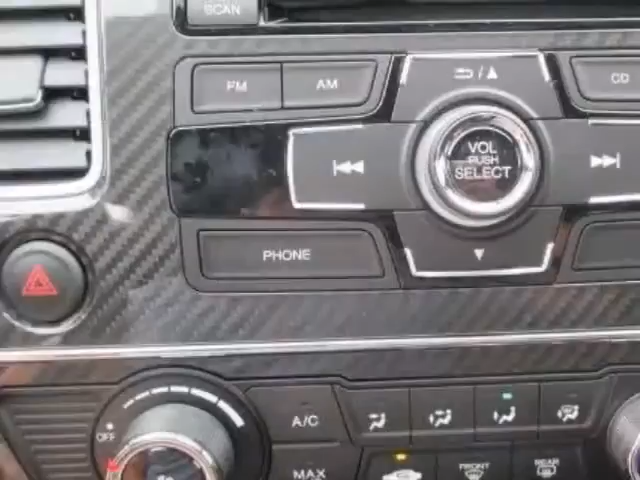 SCAN
FM AM CD
VOL
PUSH
SELECT
PHONE
OFF A/C
MAX FRONT REAR